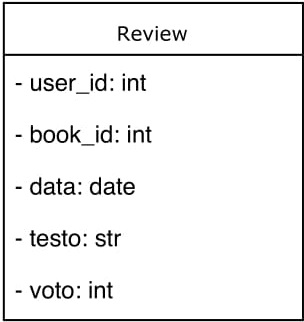 Review
- user_id: int
- book_id: int
- data: date
- testo: str
- voto: int